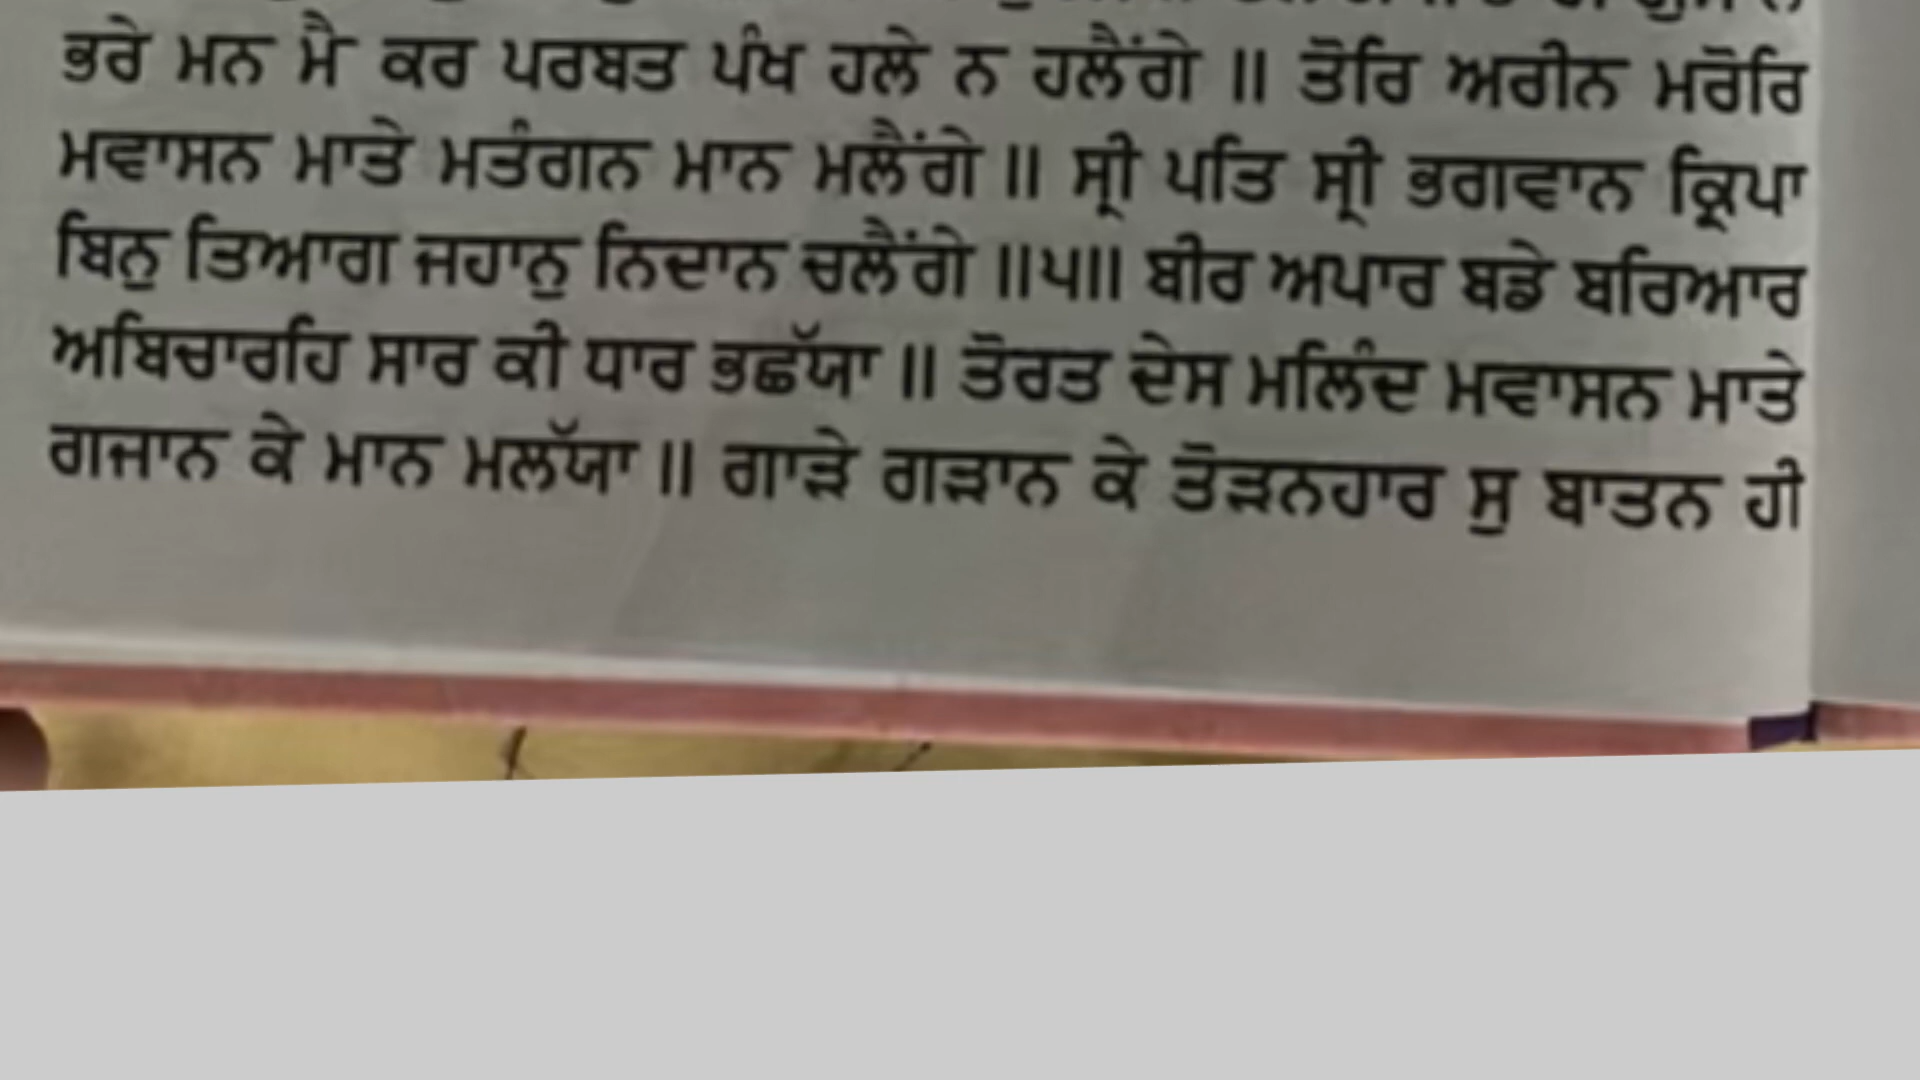 ਭਰੇ ਮਨ ਮੈ ਕਰ ਪਰਬਤ ਪੰਖ ਹਲੇ ਨ ਹਲੈਂਗੇ ॥ ਤੋਰਿ ਅਰੀਨ ਮਰੋਰਿ
ਮਵਾਸਨ ਮਾਤੇ ਮਤੰਗਨ ਮਾਨ ਮਲੈਂਗੇ ॥ ਸ੍ਰੀ ਪਤਿ ਸ੍ਰੀ ਭਗਵਾਨ ਕ੍ਰਿਪਾ
ਬਿਨੁ ਤਿਆਗ ਜਹਾਨੁ ਨਿਦਾਨ ਚਲੈਂਗੇ ॥੫॥ ਬੀਰ ਅਪਾਰ ਬਡੇ ਬਰਿਆਰ
ਅਬਿਚਾਰਹਿ ਸਾਰ ਕੀ ਧਾਰ ਭਛੱਯਾ ॥ ਤੋਰਤ ਦੇਸ ਮਲਿੰਦ ਮਵਾਸਨ ਮਾਤੇ
ਗਜਾਨ ਕੇ ਮਾਨ ਮਲੱਯਾ ॥ ਗਾੜੇ ਗੜਾਨ ਕੇ ਤੋੜਨਹਾਰ ਸੁ ਬਾਤਨ ਹੀ